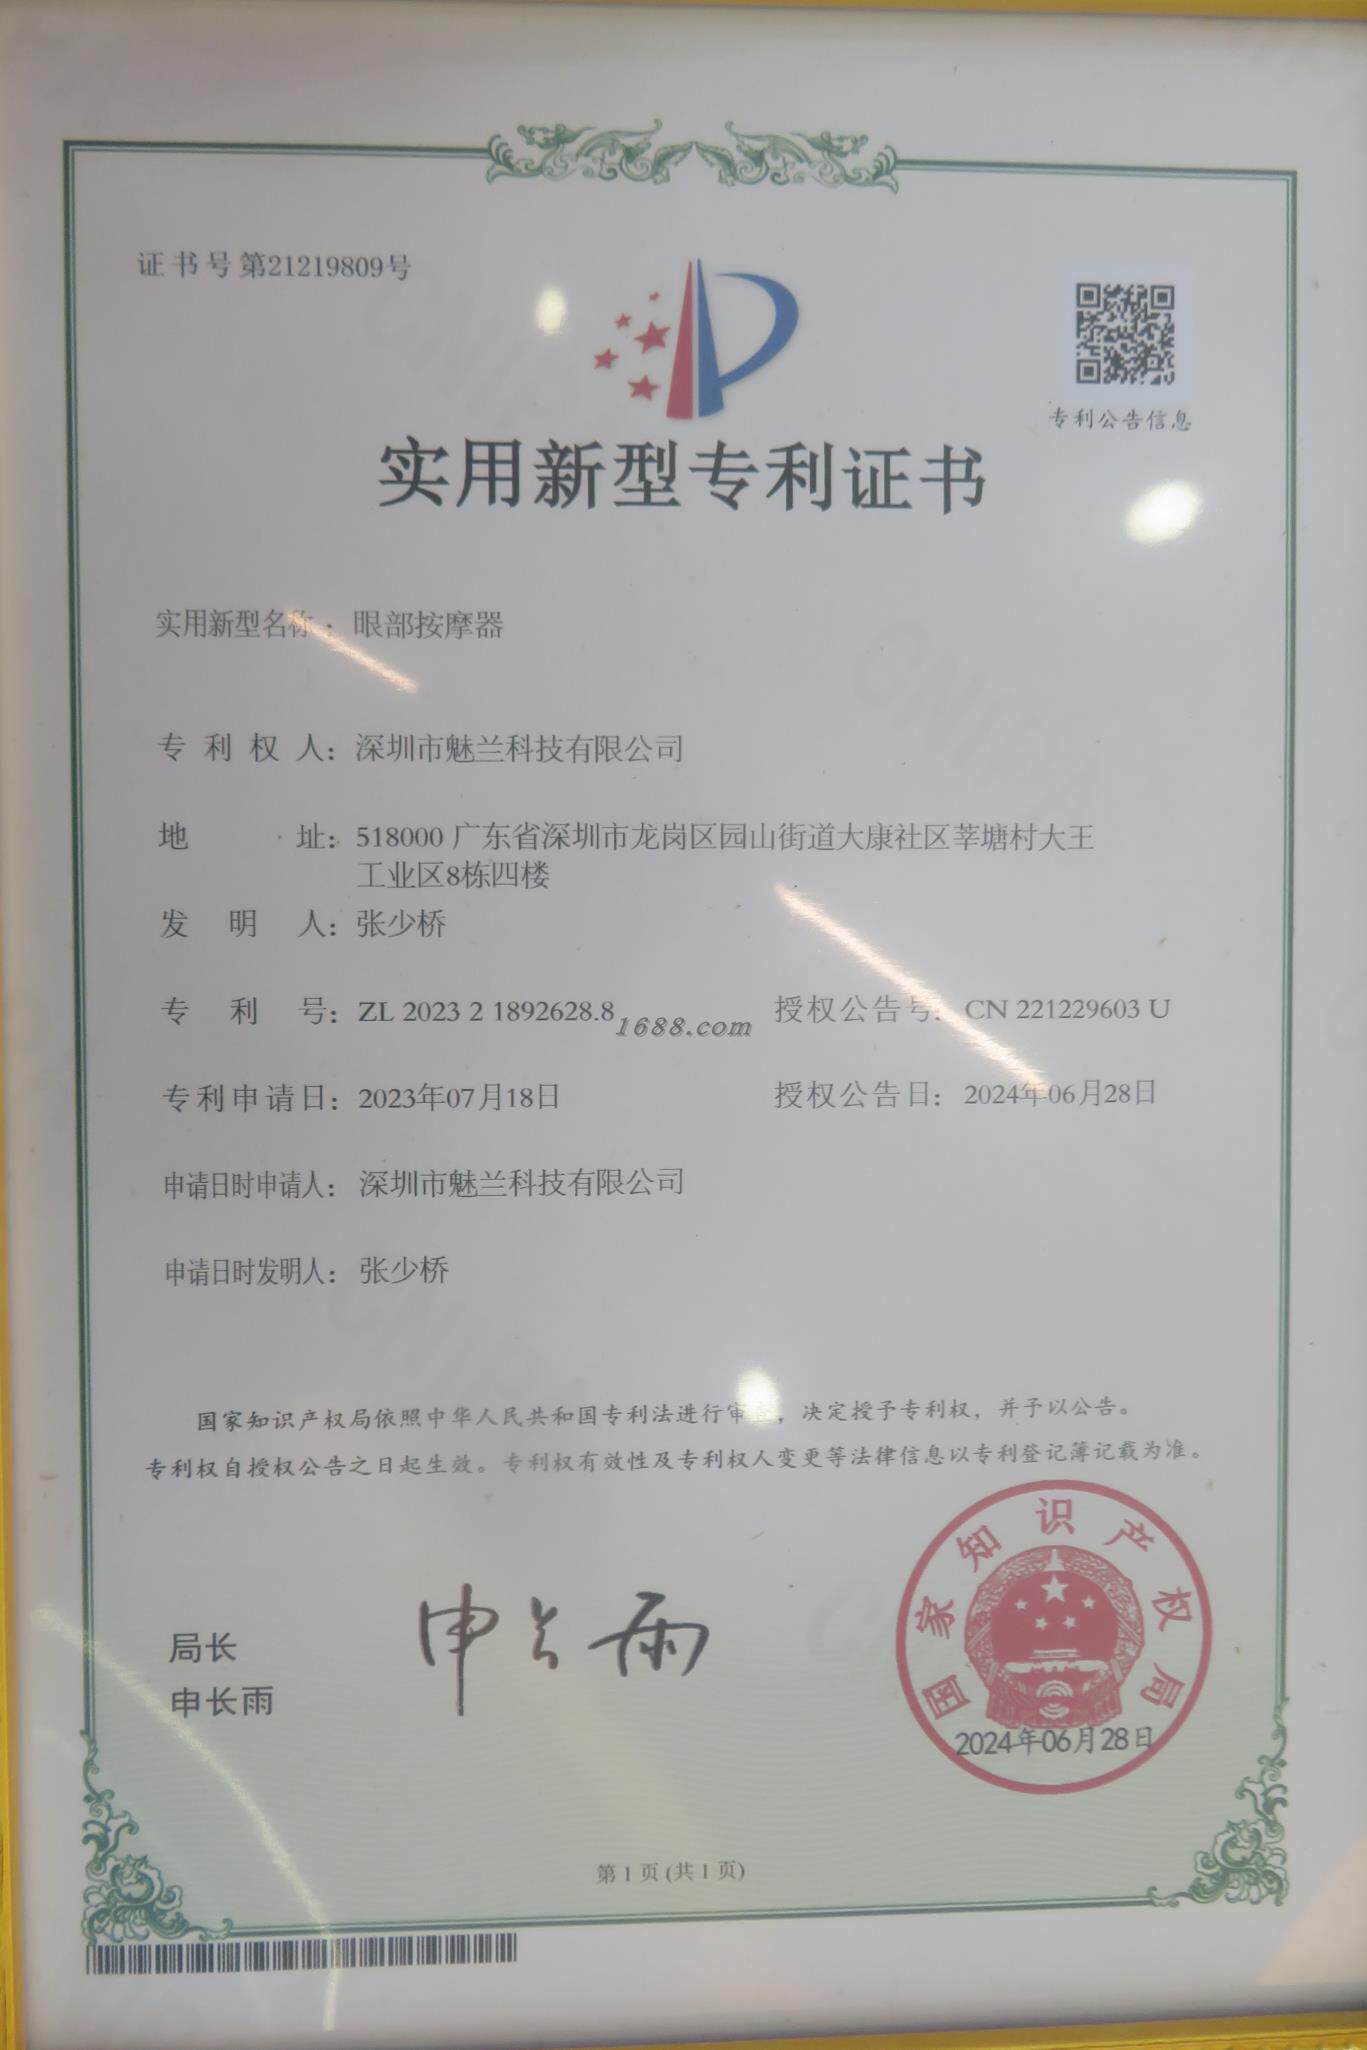 证书号第21219809号
专利公告信息
实用新型专利证书
实用新型名称：眼部按摩器
专利权人：深圳市魅兰科技有限公司
地址：518000 广东省深圳市龙岗区园山街道大康社区莘塘村大王
工业区8栋四楼
发明人：张少桥
专利号：ZL 2023 2 1892628.8
授权公告号：CN 221229603 U
1688.com
专利申请日：2023年07月18日
授权公告日：2024年06月28日
申请日时申请人：深圳市魅兰科技有限公司
申请日时发明人：张少桥
国家知识产权局依照中华人民共和国专利法进行审查，决定授予专利权，并予以公告。
专利权自授权公告之日起生效。专利权有效性及专利权人变更等法律信息以专利登记簿记载为准。
局长
申长雨
申长雨
国家知识产权局
2024年06月28日
第 1 页 (共 1 页)